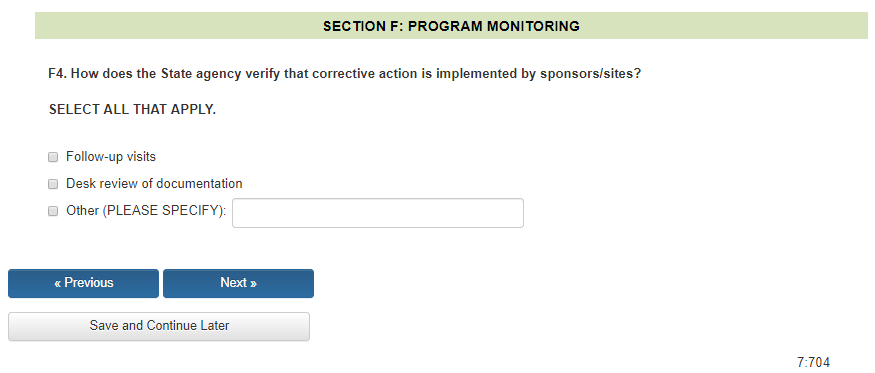 SECTION F: PROGRAM MONITORING
F4. How does the State agency verify that corrective action is implemented by sponsors/sites?
SELECT ALL THAT APPLY.
Follow-up visits
Desk review of documentation
Other (PLEASE SPECIFY):
« Previous
Next »
Save and Continue Later
7:704